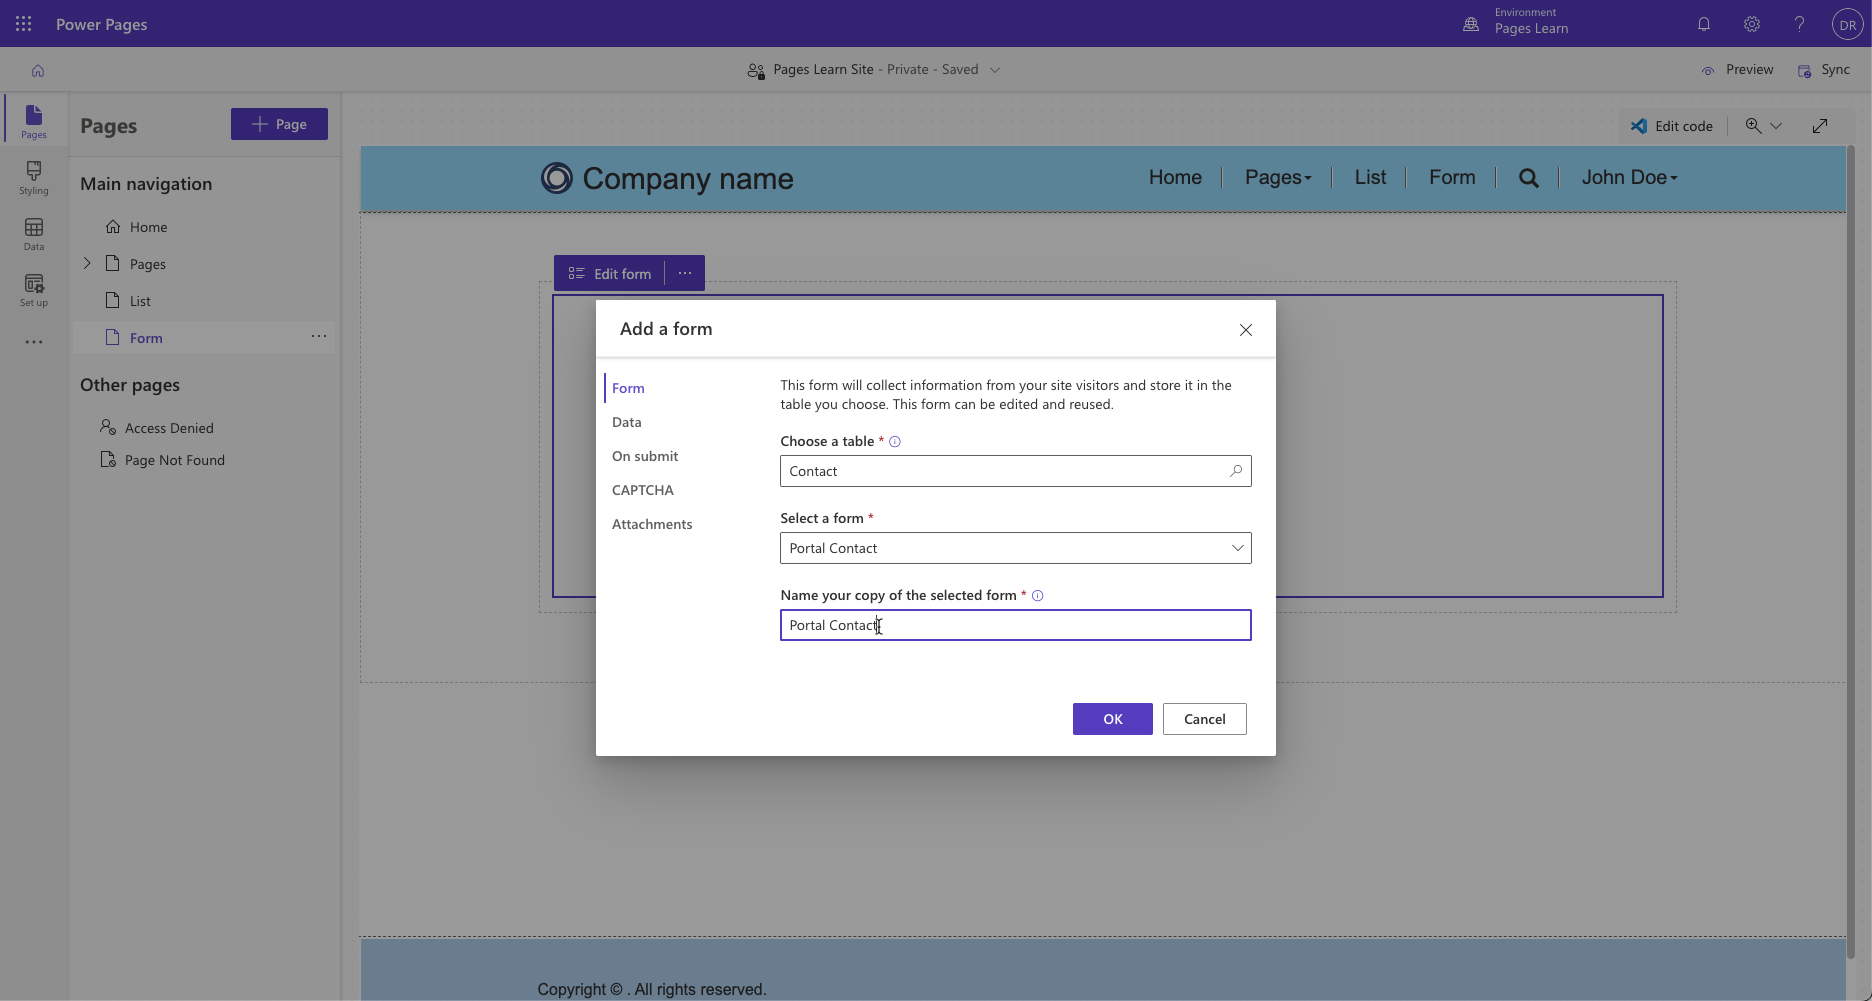 Power Pages
Environment
Pages Learn
DR
Pages Learn Site - Private - Saved
Preview
Sync
Pages
Styling
Data
Set up
Pages
Page
Main navigation
Home
Pages
List
Form
Other pages
Access Denied
Page Not Found
Edit code
Company name
Home
Pages
List
Form
John Doe
Edit form
Add a form
Form
Data
On submit
CAPTCHA
Attachments
This form will collect information from your site visitors and store it in the
table you choose. This form can be edited and reused.
Choose a table *
Contact
Select a form *
Portal Contact
Name your copy of the selected form *
Portal Contact
OK
Cancel
Copyright © . All rights reserved.